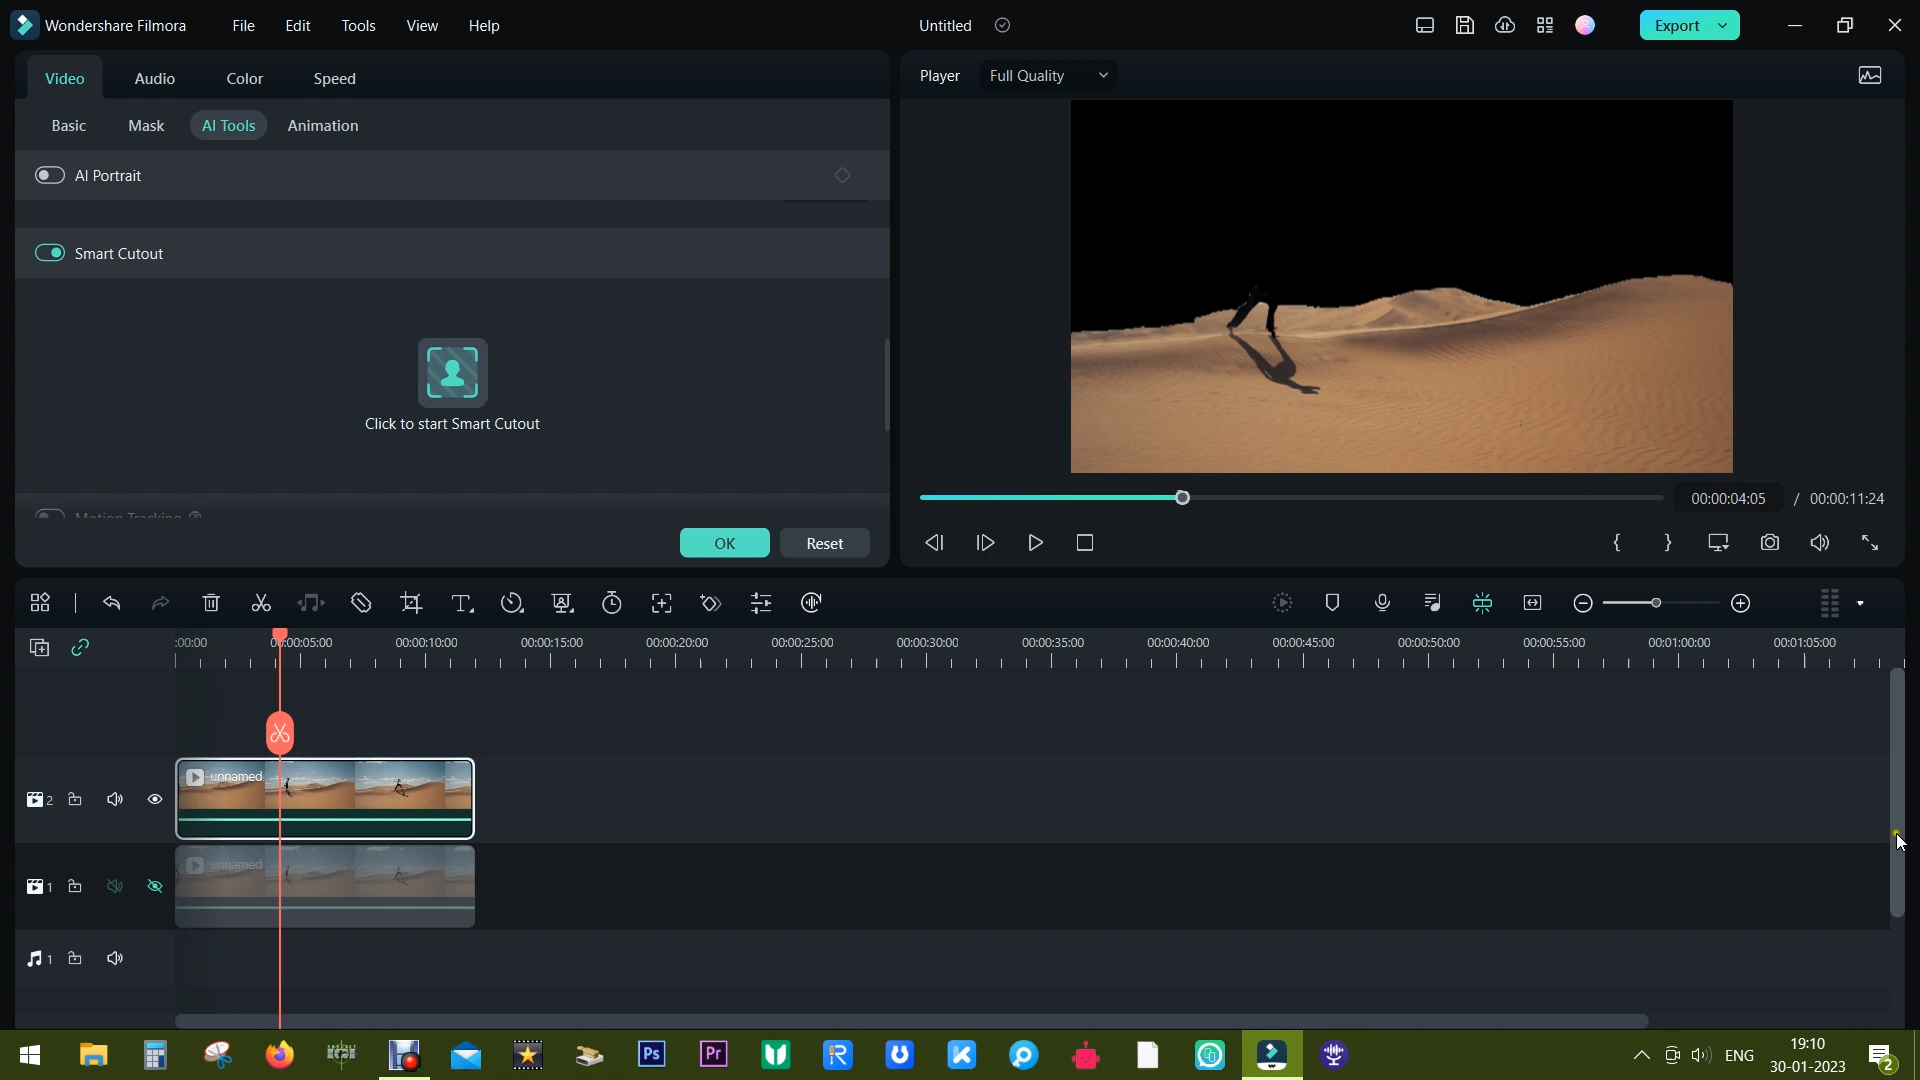 Wondershare Filmora File Edit Tools View Help Untitled Export
Video Audio Color Speed
Player Full Quality
Basic Mask AI Tools Animation
AI Portrait
Smart Cutout
Click to start Smart Cutout
Motion Tracking
OK Reset
00:00:04:05 / 00:00:11:24
:00:00 00:00:05:00 00:00:10:00 00:00:15:00 00:00:20:00 00:00:25:00 00:00:30:00 00:00:35:00 00:00:40:00 00:00:45:00 00:00:50:00 00:00:55:00 00:01:00:00 00:01:05:00
unnamed
2
unnamed
1
1
Ps Pr ENG 19:10
30-01-2023
2